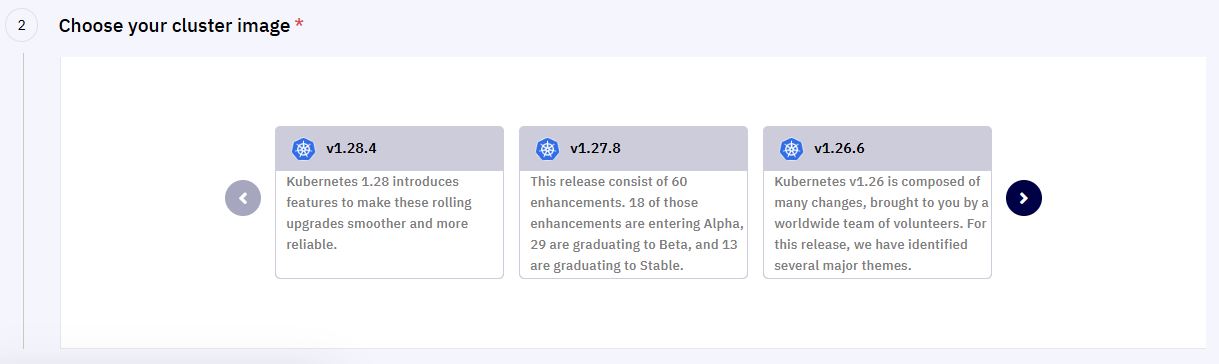 2 Choose your cluster image *
v1.28.4
Kubernetes 1.28 introduces
features to make these rolling
upgrades smoother and more
reliable.
v1.27.8
This release consist of 60
enhancements. 18 of those
enhancements are entering Alpha,
29 are graduating to Beta, and 13
are graduating to Stable.
v1.26.6
Kubernetes v1.26 is composed of
many changes, brought to you by a
worldwide team of volunteers. For
this release, we have identified
several major themes.